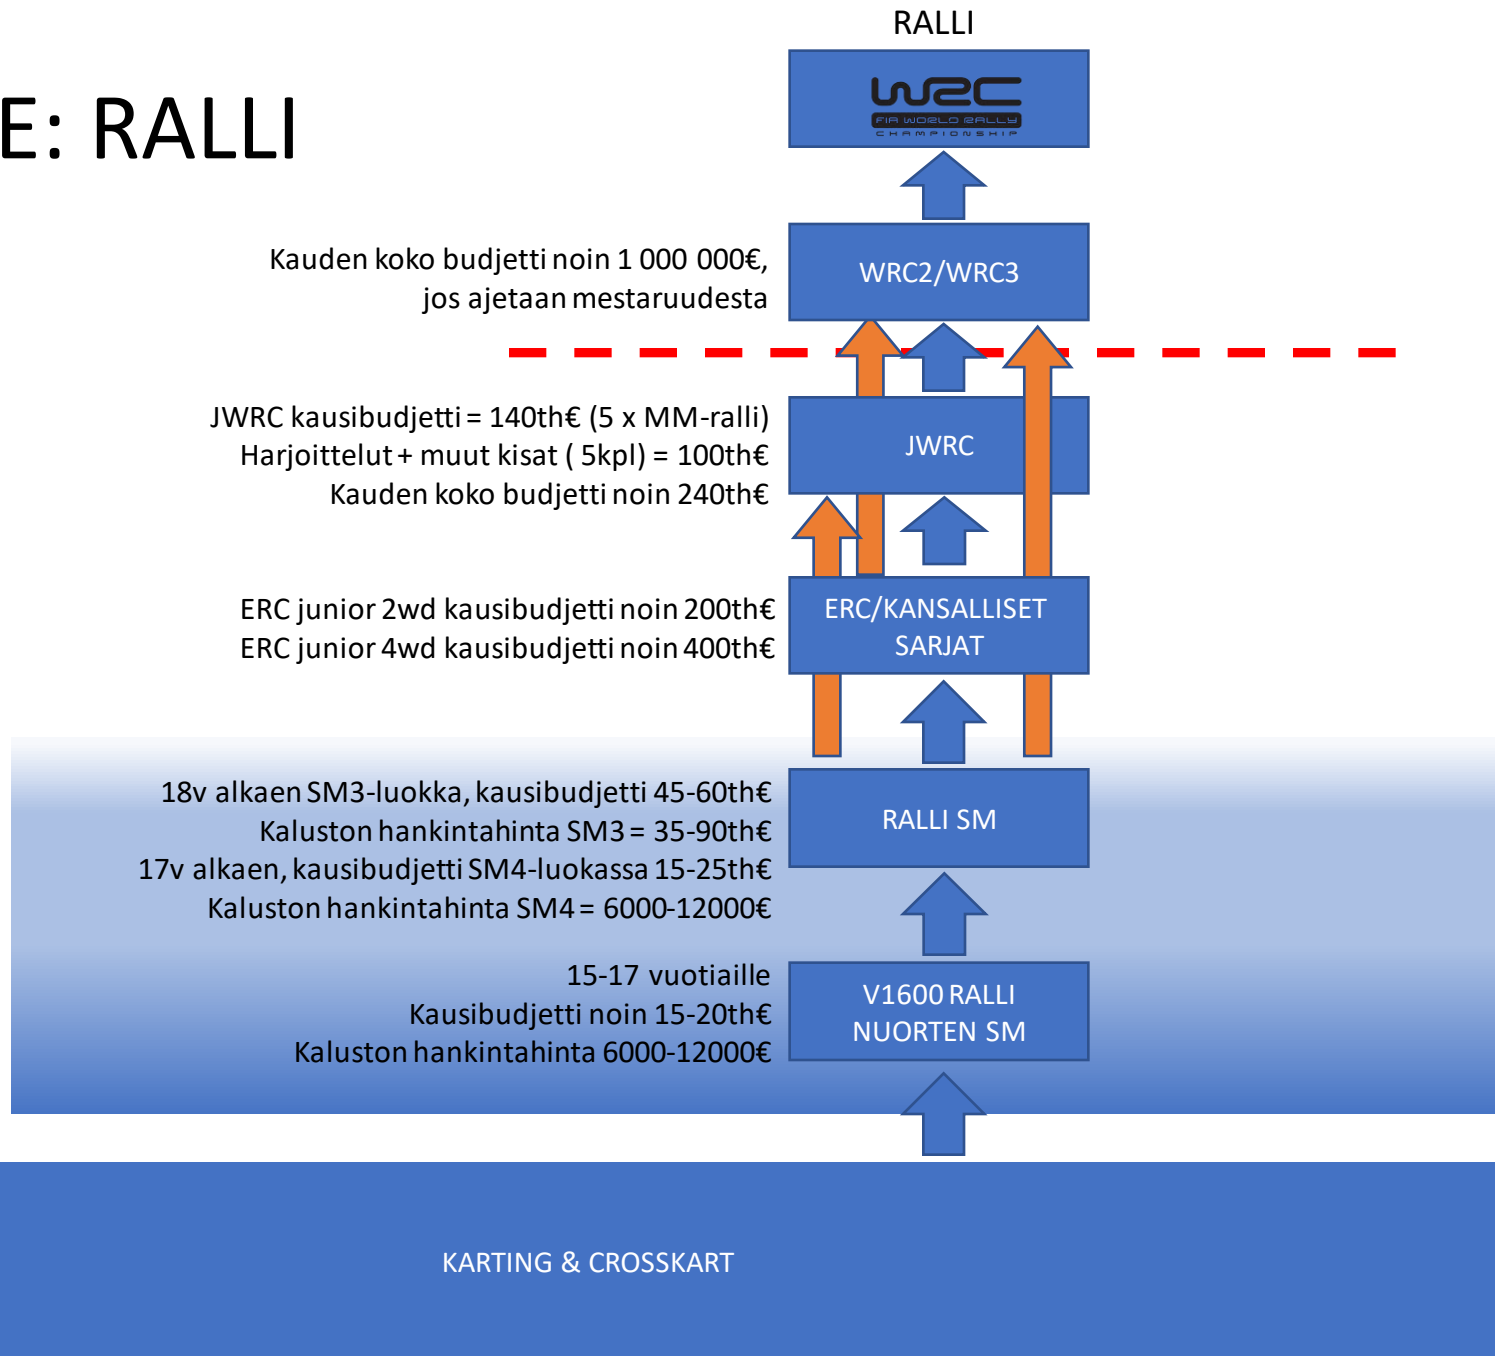 RALLI
E: RALLI
WRC
FIA WORLD RALLY
CHAMPIONSHIP
Kauden koko budjetti noin 1 000 000€,
jos ajetaan mestaruudesta
WRC2/WRC3
JWRC kausibudjetti = 140th€ (5 x MM-ralli)
Harjoittelut + muut kisat ( 5kpl) = 100th€
Kauden koko budjetti noin 240th€
JWRC
ERC junior 2wd kausibudjetti noin 200th€
ERC junior 4wd kausibudjetti noin 400th€
ERC/KANSALLISET
SARJAT
18v alkaen SM3-luokka, kausibudjetti 45-60th€
Kaluston hankintahinta SM3 = 35-90th€
17v alkaen, kausibudjetti SM4-luokassa 15-25th€
Kaluston hankintahinta SM4 = 6000-12000€
RALLI SM
15-17 vuotiaille
Kausibudjetti noin 15-20th€
Kaluston hankintahinta 6000-12000€
V1600 RALLI
NUORTEN SM
KARTING & CROSSKART